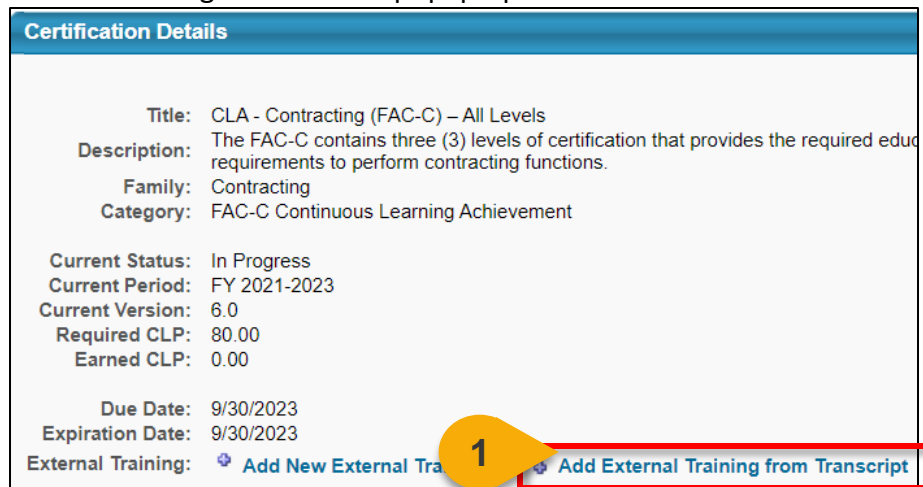 Certification Details
Title: CLA - Contracting (FAC-C) – All Levels
Description: The FAC-C contains three (3) levels of certification that provides the required
requirements to perform contracting functions.
Family: Contracting
Category: FAC-C Continuous Learning Achievement
Current Status: In Progress
Current Period: FY 2021-2023
Current Version: 6.0
Required CLP: 80.00
Earned CLP: 0.00
Due Date: 9/30/2023
Expiration Date: 9/30/2023
External Training: Add New External 1 Add External Training from Transcript